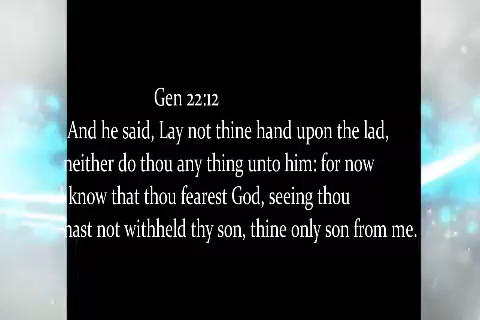 Gen 22:12
And he said, Lay not thine hand upon the lad,
neither do thou any thing unto him: for now
I know that thou fearest God, seeing thou
hast not withheld thy son, thine only son from me.